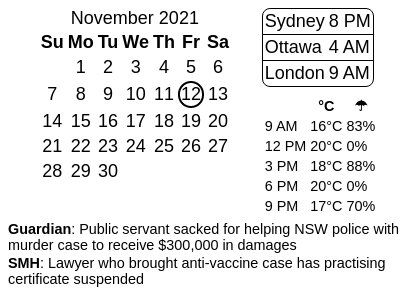 November 2021
Su Mo Tu We Th Fr Sa
1 2 3 4 5 6
7 8 9 10 11 12 13
14 15 16 17 18 19 20
21 22 23 24 25 26 27
28 29 30
Sydney 8 PM
Ottawa 4 AM
London 9 AM
°C ☂
9 AM 16°C 83%
12 PM 20°C 0%
3 PM 18°C 88%
6 PM 20°C 0%
9 PM 17°C 70%
Guardian: Public servant sacked for helping NSW police with
murder case to receive $300,000 in damages
SMH: Lawyer who brought anti-vaccine case has practising
certificate suspended